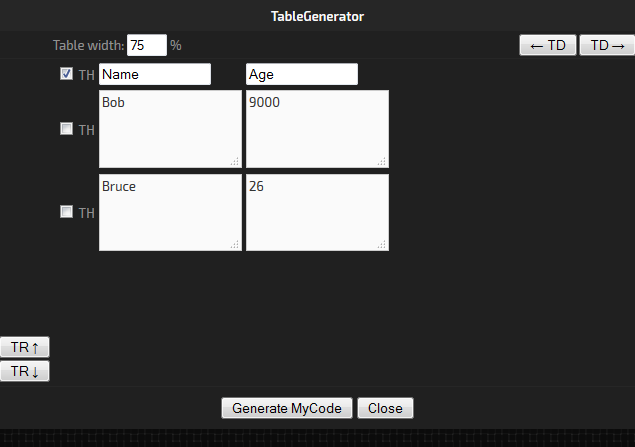 TableGenerator
Table width: 75 %
← TD TD →
TH Name Age
TH Bob 9000
TH Bruce 26
TR ↑
TR ↓
Generate MyCode Close